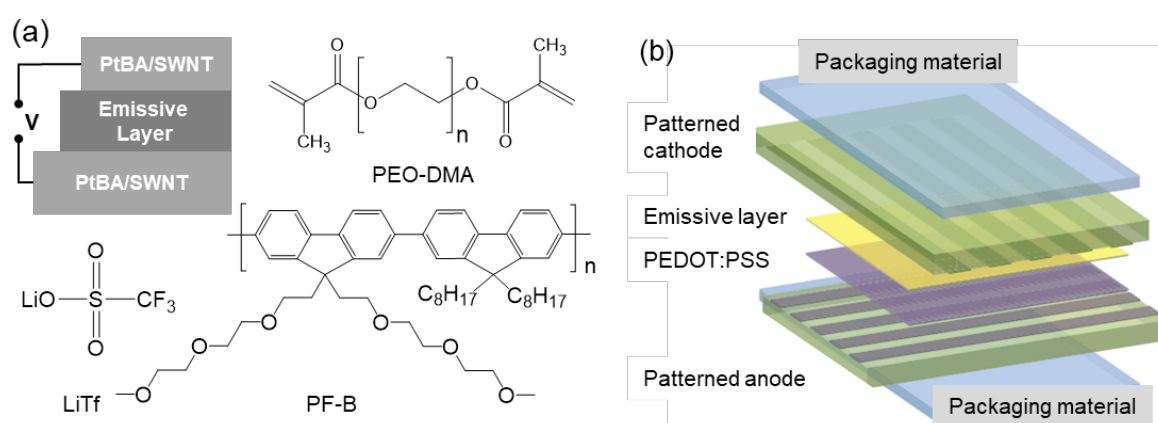 (a)
PtBA/SWNT
Emissive
Layer
V
PtBA/SWNT
O
CH₃
O
O
n
O
CH₃
PEO-DMA
LiO
O
S
CF₃
O
LiTf
n
C₈H₁₇
C₈H₁₇
O
O
O
O
O
O
PF-B
(b)
Packaging material
Patterned
cathode
Emissive layer
PEDOT:PSS
Patterned anode
Packaging material